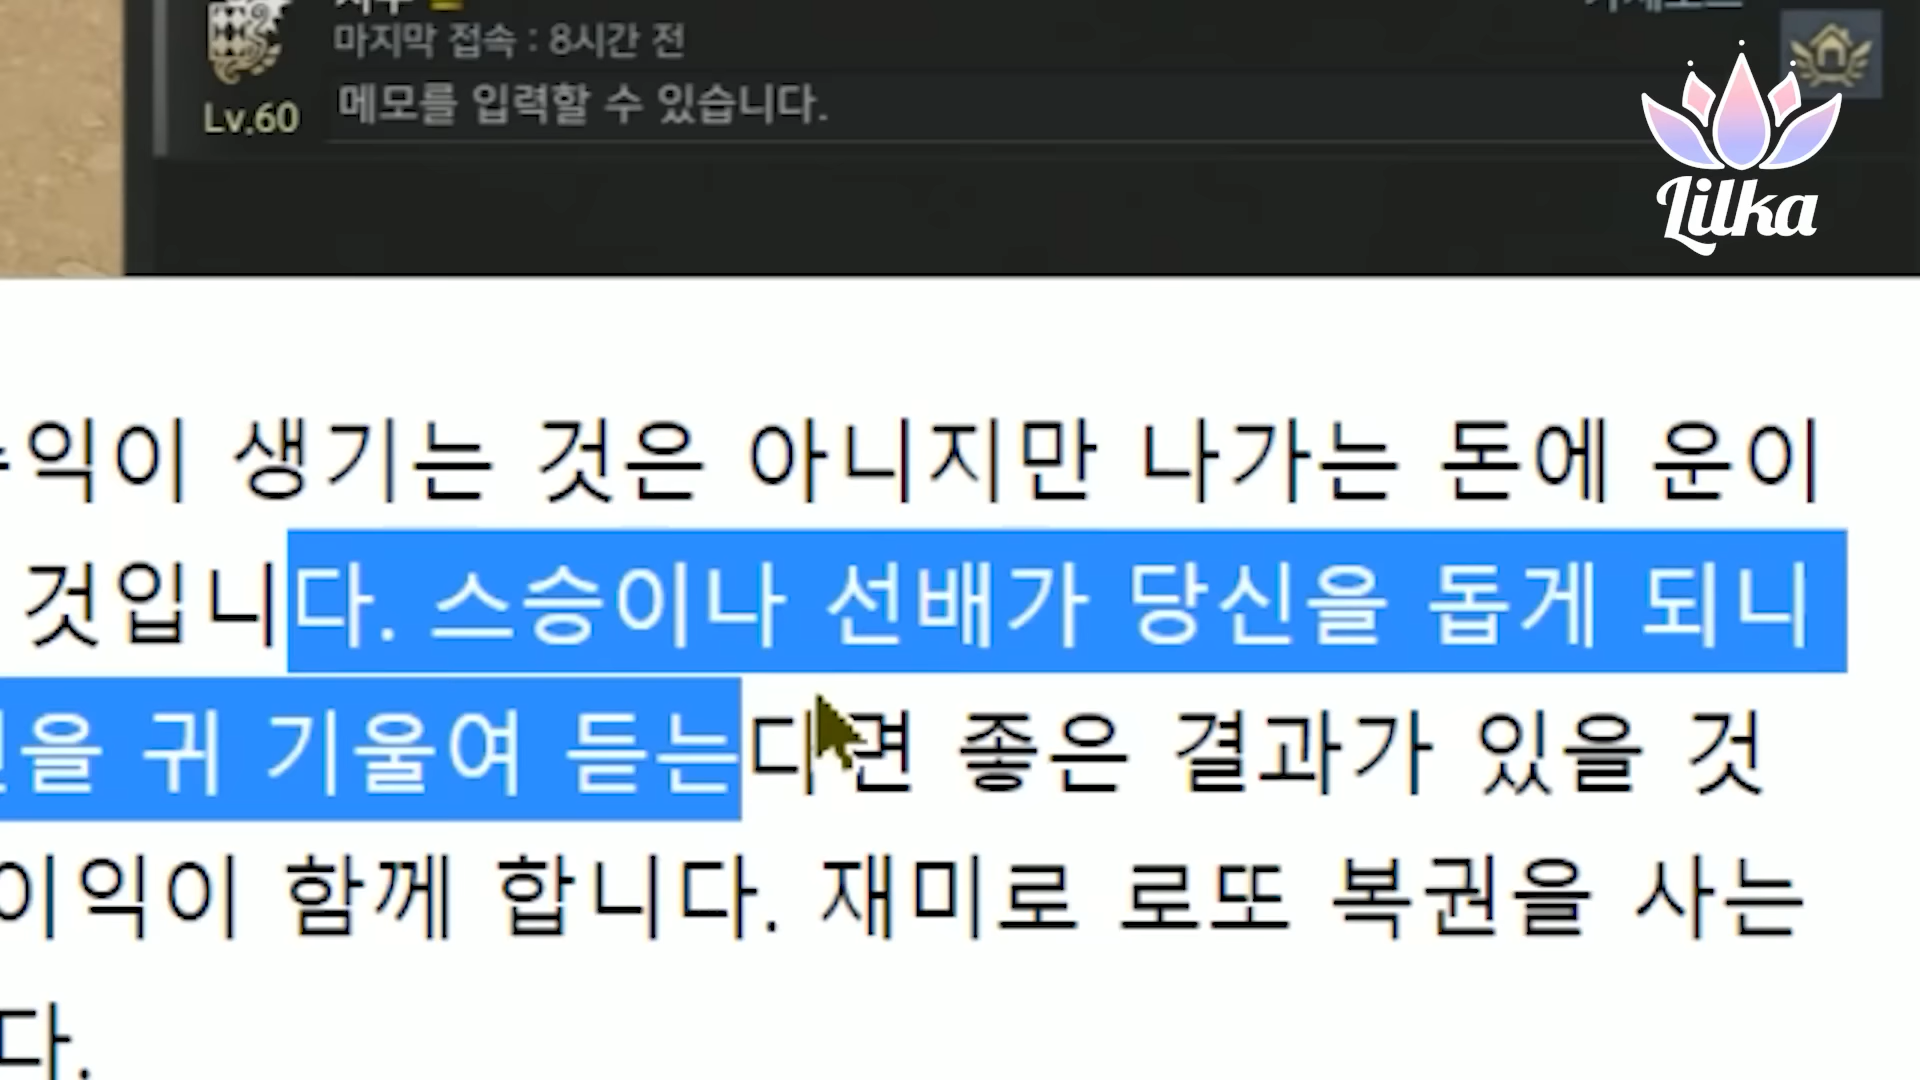 마지막 접속 : 8시간 전
Lv.60
메모를 입력할 수 있습니다.
Lilka
익이 생기는 것은 아니지만 나가는 돈에 운이
것입니다. 스승이나 선배가 당신을 돕게 되니
을 귀 기울여 듣는다면 좋은 결과가 있을 것
이익이 함께 합니다. 재미로 로또 복권을 사는
다.